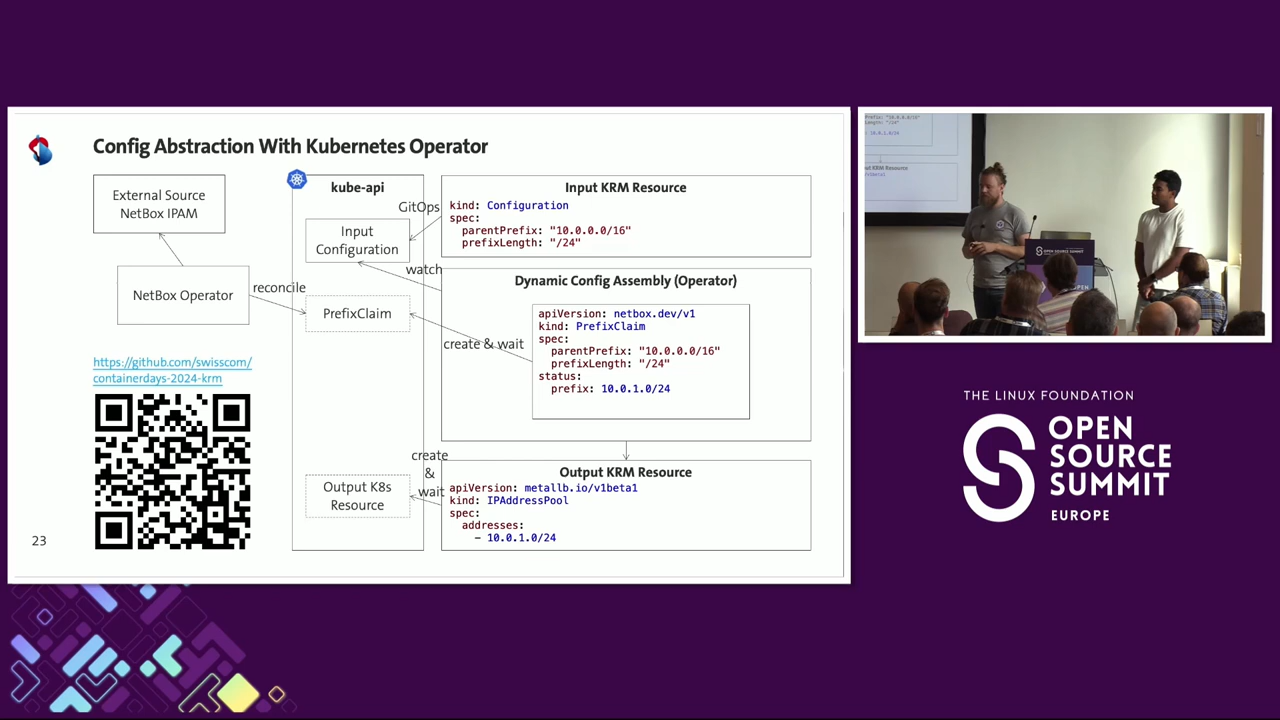 Config Abstraction With Kubernetes Operator
External Source
NetBox IPAM
NetBox Operator
reconcile
https://github.com/swisscom/
containerdays-2024-krm
23
kube-api
Input
Configuration
PrefixClaim
Output K8s
Resource
GitOps
watch
create & wait
create
&
wait
Input KRM Resource
kind: Configuration
spec:
parentPrefix: "10.0.0.0/16"
prefixLength: "/24"
Dynamic Config Assembly (Operator)
apiVersion: netbox.dev/v1
kind: PrefixClaim
spec:
parentPrefix: "10.0.0.0/16"
prefixLength: "/24"
status:
prefix: 10.0.1.0/24
Output KRM Resource
apiVersion: metallb.io/v1beta1
kind: IPAddressPool
spec:
addresses:
- 10.0.1.0/24
THE LINUX FOUNDATION
OPEN
SOURCE
SUMMIT
EUROPE